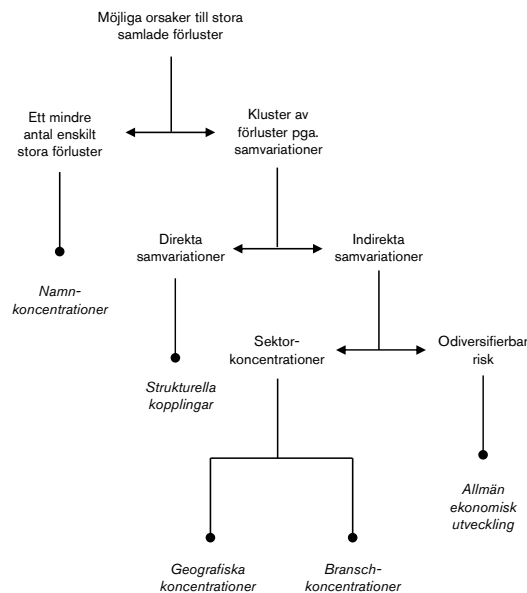 Möjliga orsaker till stora
samlade förluster
Ett mindre
antal enskilt
stora förluster
Kluster av
förluster pga.
samvariationer
Direkta
samvariationer
Indirekta
samvariationer
Namn-
koncentrationer
Sektor-
koncentrationer
Odiversifierbar
risk
Strukturella
kopplingar
Allmän
ekonomisk
utveckling
Geografiska
koncentrationer
Bransch-
koncentrationer